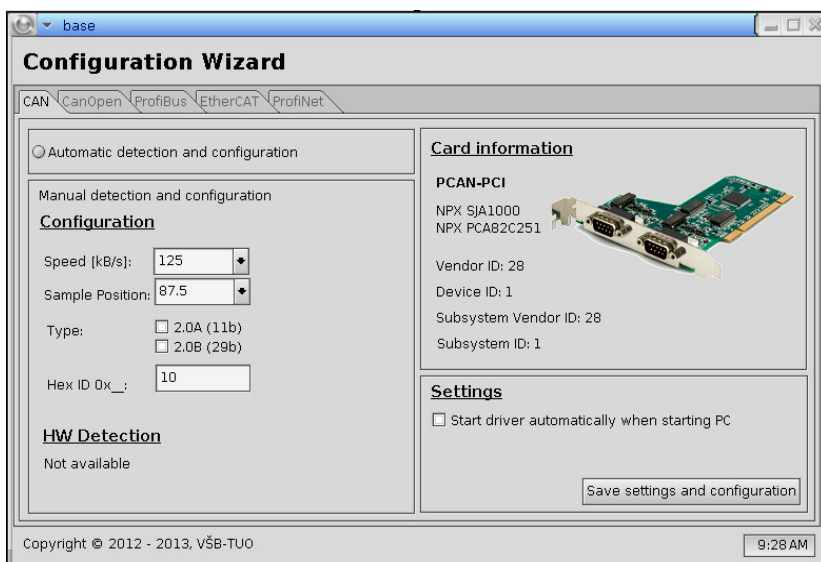 base
Configuration Wizard
CAN CanOpen ProfiBus EtherCAT ProfiNet
Automatic detection and configuration
Manual detection and configuration
Configuration
Speed [kB/s]: 125
Sample Position: 87.5
Type: 2.0A (11b)
2.0B (29b)
Hex ID 0x__: 10
HW Detection
Not available
Card information
PCAN-PCI
NPX SJA1000
NPX PCA82C251
Vendor ID: 28
Device ID: 1
Subsystem Vendor ID: 28
Subsystem ID: 1
Settings
Start driver automatically when starting PC
Save settings and configuration
Copyright © 2012 - 2013, VŠB-TUO
9:28 AM